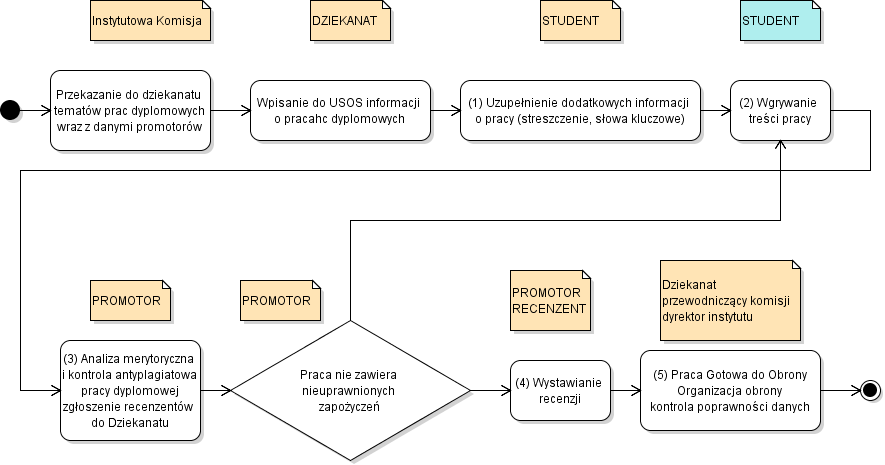 Instytutowa Komisja
DZIEKANAT
STUDENT
STUDENT
Przekazanie do dziekanatu
tematów prac dyplomowych
wraz z danymi promotorów
Wpisanie do USOS informacji
o pracahc dyplomowych
(1) Uzupełnienie dodatkowych informacji
o pracy (streszczenie, słowa kluczowe)
(2) Wgrywanie
treści pracy
PROMOTOR
PROMOTOR
PROMOTOR
RECENZENT
Dziekanat
przewodniczący komisji
dyrektor instytutu
(3) Analiza merytoryczna
i kontrola antyplagiatowa
pracy dyplomowej
zgłoszenie recenzentów
do Dziekanatu
Praca nie zawiera
nieuprawnionych
zapożyczeń
(4) Wystawianie
recenzji
(5) Praca Gotowa do Obrony
Organizacja obrony
kontrola poprawności danych